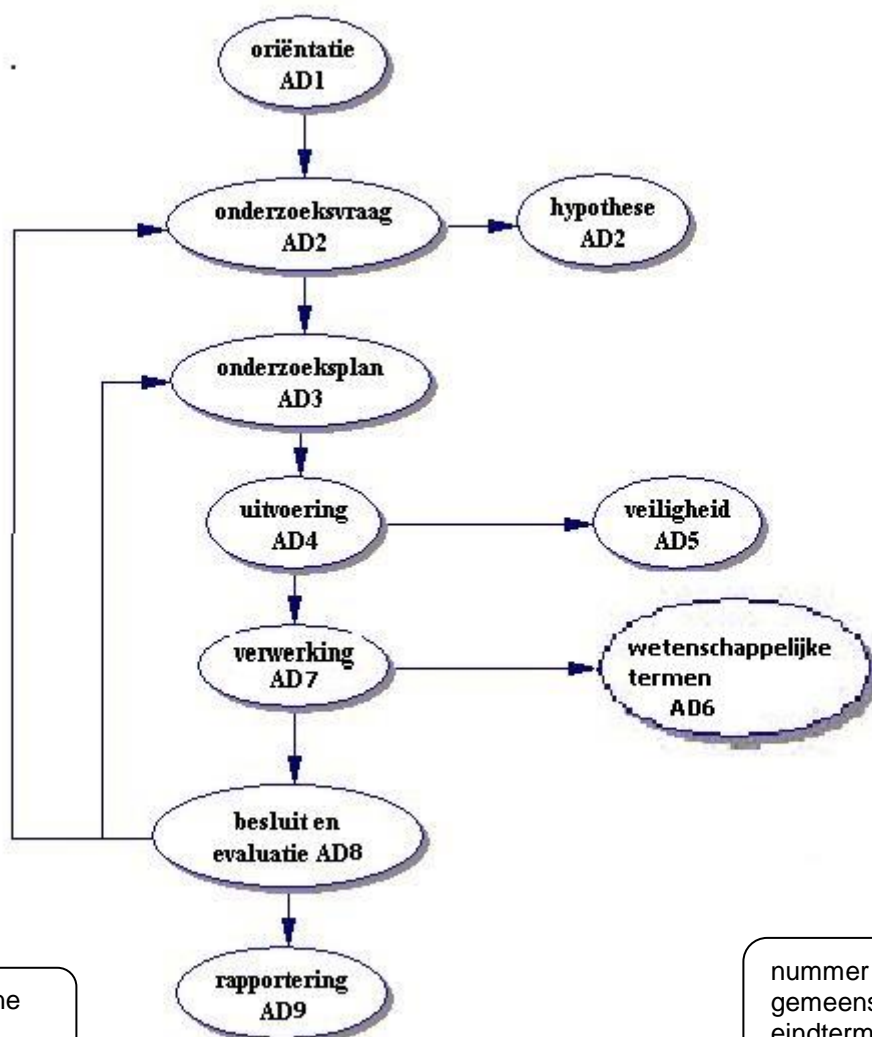 oriëntatie
AD1
onderzoeksvraag
AD2
hypothese
AD2
onderzoeksplan
AD3
uitvoering
AD4
veiligheid
AD5
verwerking
AD7
wetenschappelijke
termen
AD6
besluit en
evaluatie AD8
rapportering
AD9
nummer